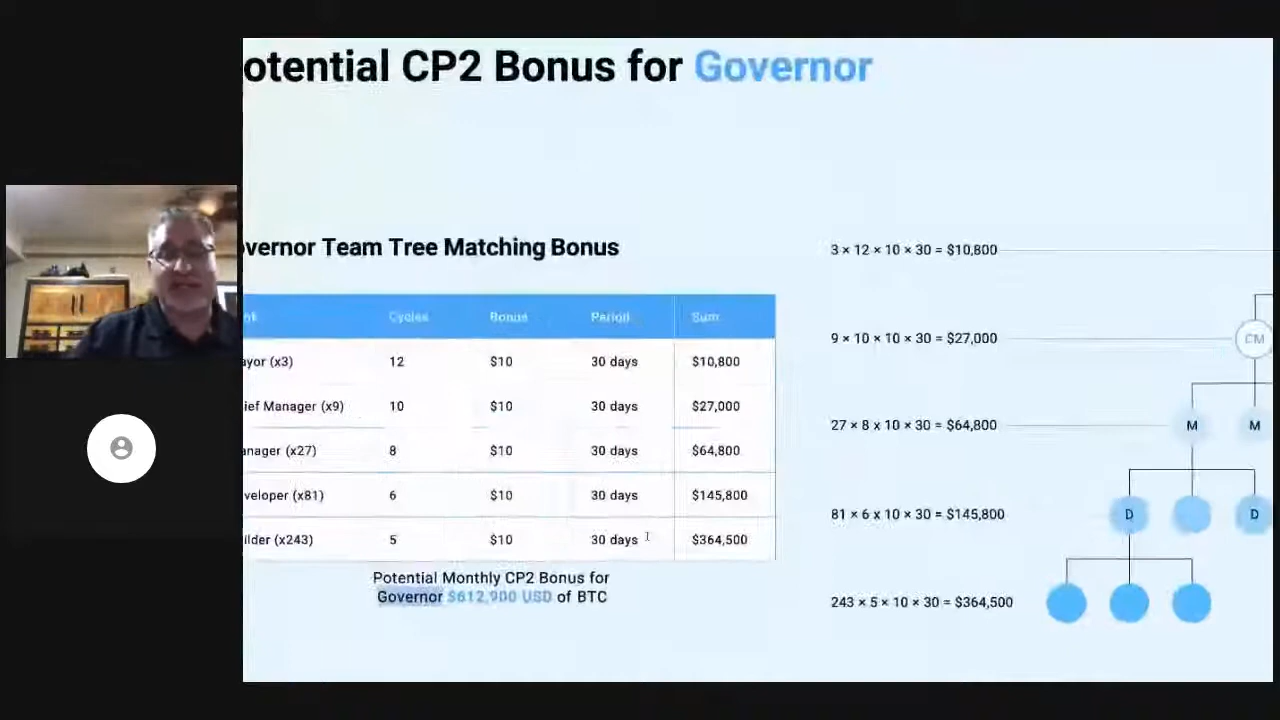 otential CP2 Bonus for Governor
overnor Team Tree Matching Bonus
nk Cycles Bonus Period Sum
ayor (x3) 12 $10 30 days $10,800
ief Manager (x9) 10 $10 30 days $27,000
anager (x27) 8 $10 30 days $64,800
veloper (x81) 6 $10 30 days $145,800
ilder (x243) 5 $10 30 days $364,500
Potential Monthly CP2 Bonus for
Governor $612,900 USD of BTC
3 × 12 × 10 × 30 = $10,800
9 × 10 × 10 × 30 = $27,000
CM
27 × 8 x 10 × 30 = $64,800
M M
81 × 6 x 10 × 30 = $145,800
D D
243 × 5 × 10 × 30 = $364,500